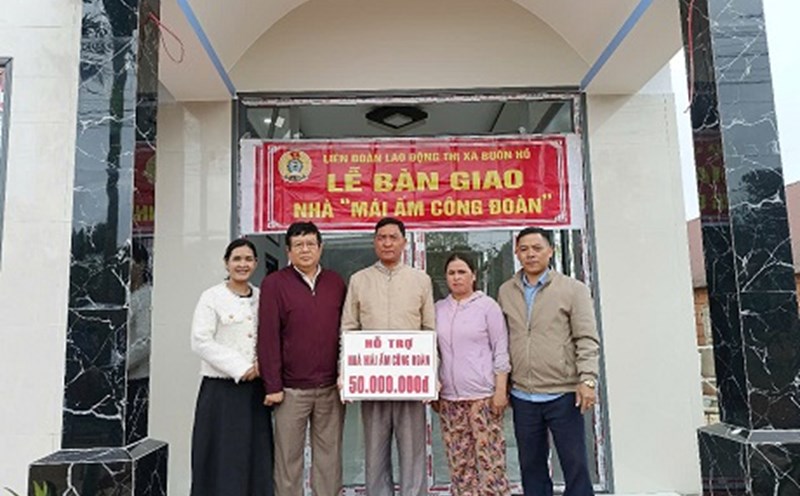 LIÊN ĐOÀN LAO ĐỘNG THỊ XÃ BUÔN HỒ
LỄ BÀN GIAO
NHÀ "MÁI ẤM CÔNG ĐOÀN"
HỖ TRỢ
NHÀ MÁI ẤM CÔNG ĐOÀN
50.000.000đ